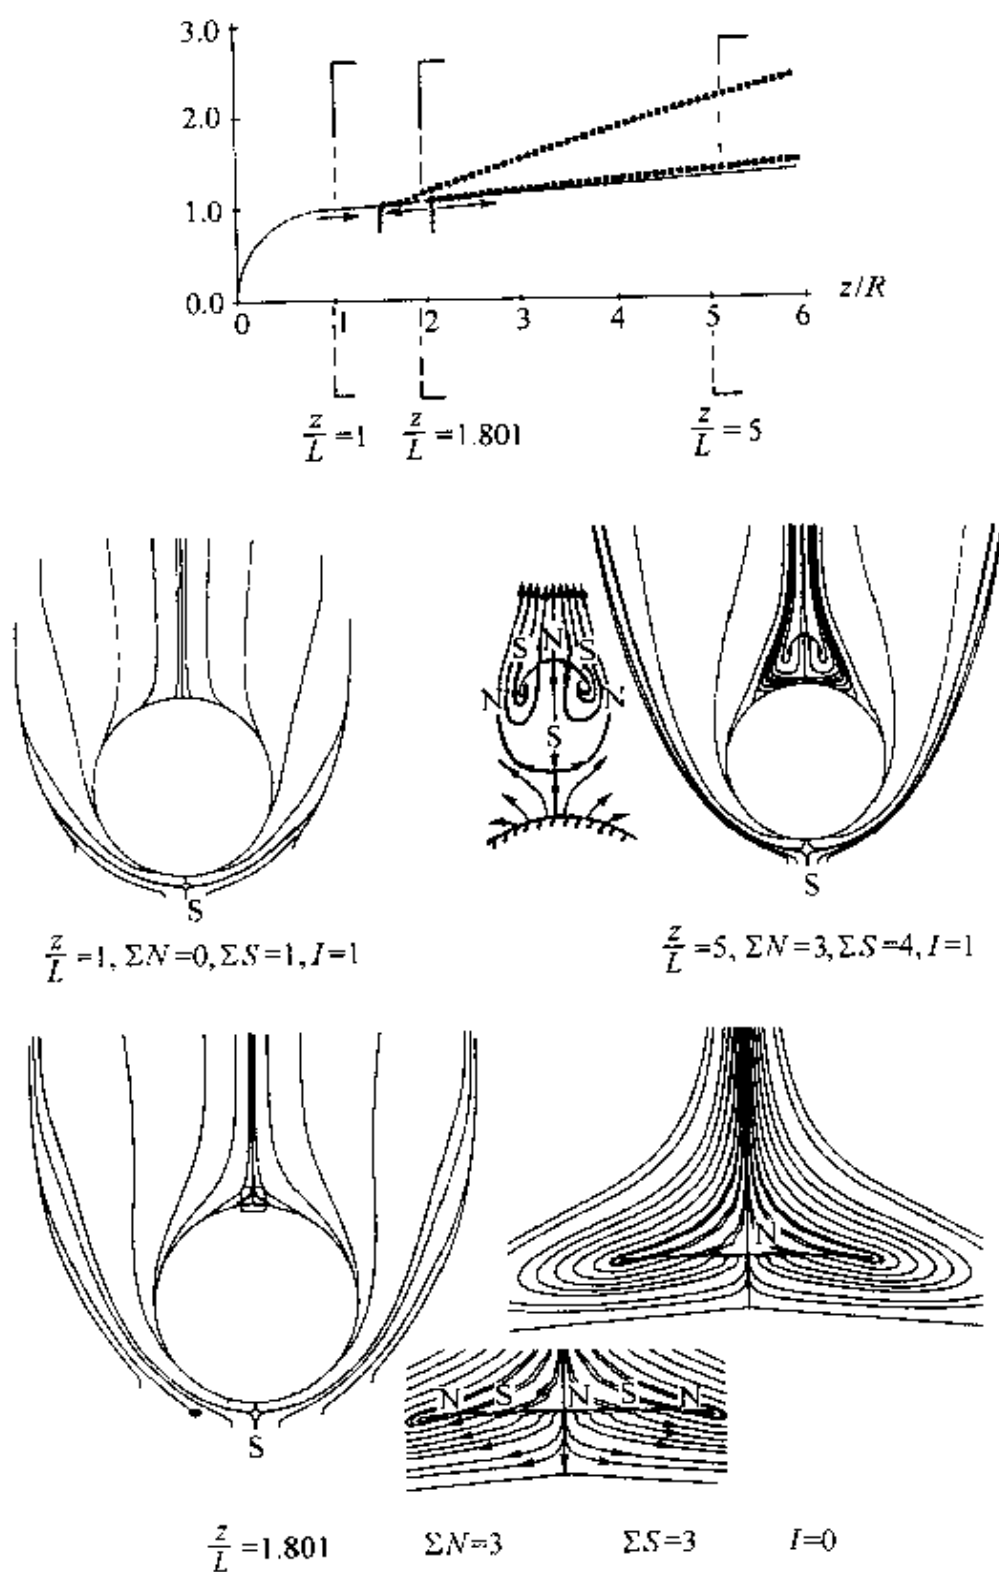 3.0
2.0
1.0
0.0
0 1 2 3 4 5 6
z/R
z/L =1 z/L =1.801 z/L = 5
S
N
S S
N N
S
S
z/L =1, ΣN=0, ΣS=1, I=1
z/L =5, ΣN=3, ΣS=4, I=1
N
N S N S N
S
z/L =1.801 ΣN=3 ΣS=3 I=0